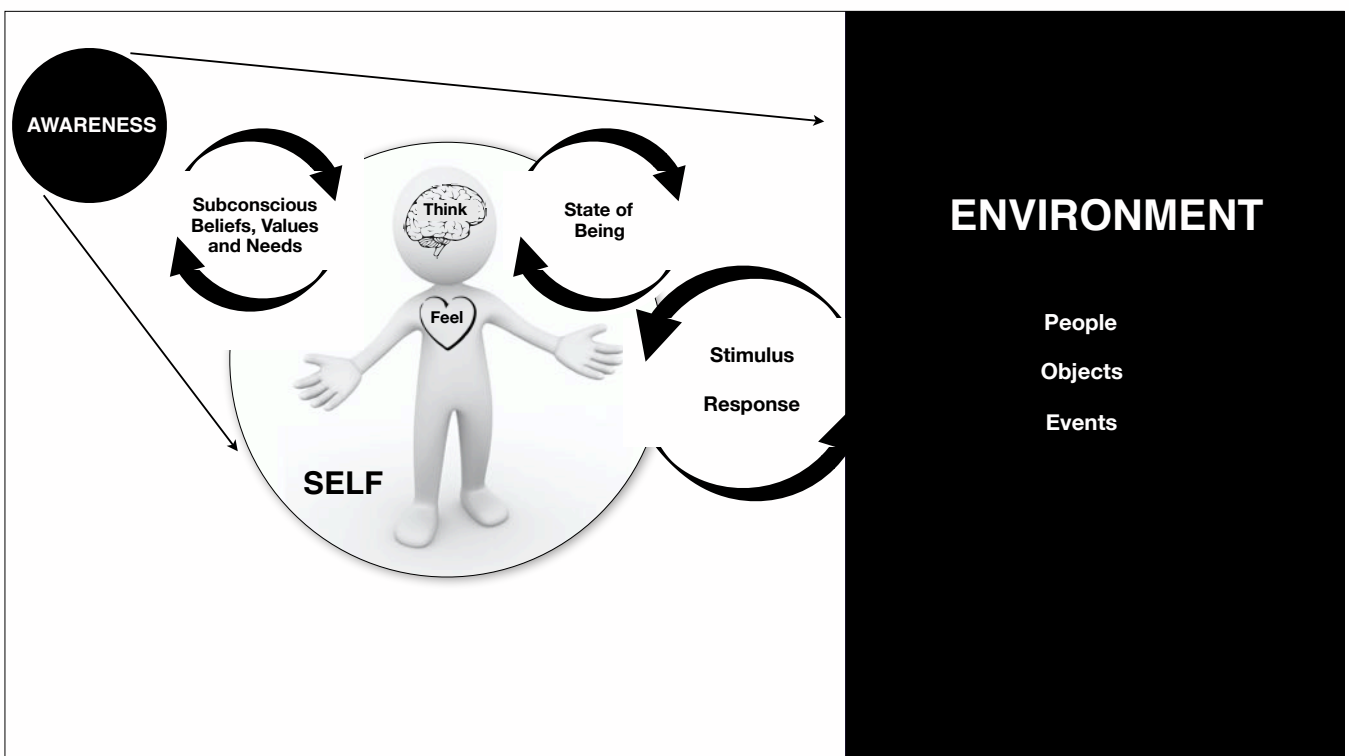 AWARENESS
Subconscious
Beliefs, Values
and Needs
Think
Feel
SELF
State of
Being
Stimulus
Response
ENVIRONMENT
People
Objects
Events